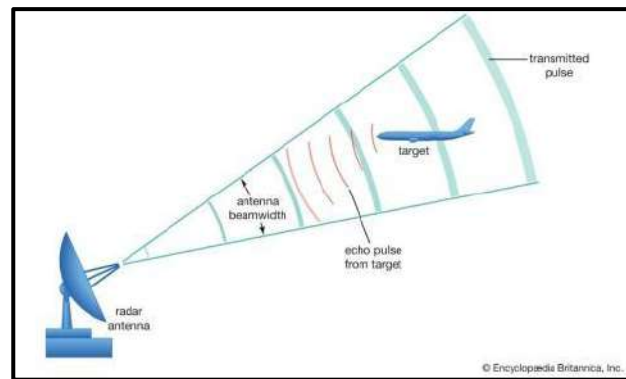 transmitted
pulse
target
antenna
beamwidth
echo pulse
from target
radar
antenna
© Encyclopædia Britannica, Inc.